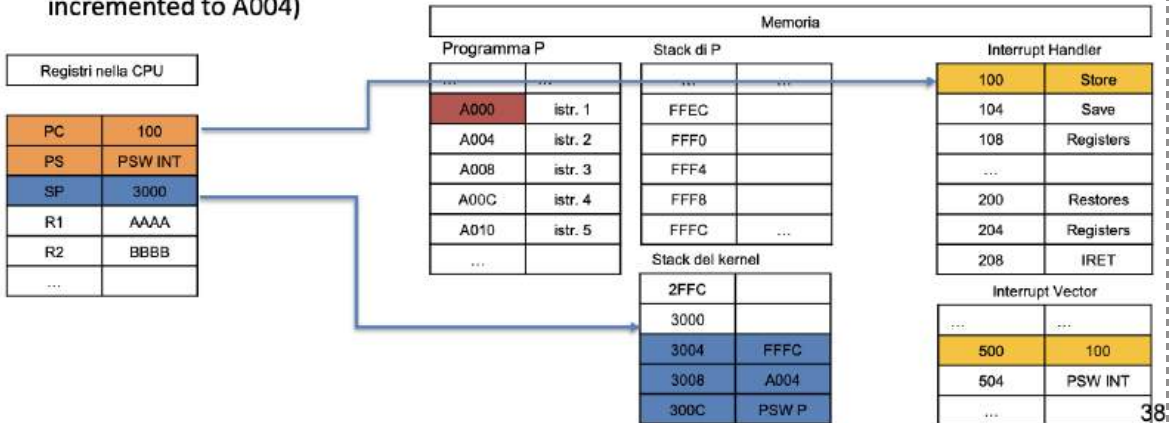 incremented to A004)
Memoria
Registri nella CPU
PC 100
PS PSW INT
SP 3000
R1 AAAA
R2 BBBB
...
Programma P
... ...
A000 istr. 1
A004 istr. 2
A008 istr. 3
A00C istr. 4
A010 istr. 5
...
Stack di P
... ...
FFEC
FFF0
FFF4
FFF8
FFFC ...
Stack del kernel
2FFC
3000
3004 FFFC
3008 A004
300C PSW P
Interrupt Handler
100 Store
104 Save
108 Registers
...
200 Restores
204 Registers
208 IRET
Interrupt Vector
... ...
500 100
504 PSW INT
...
38